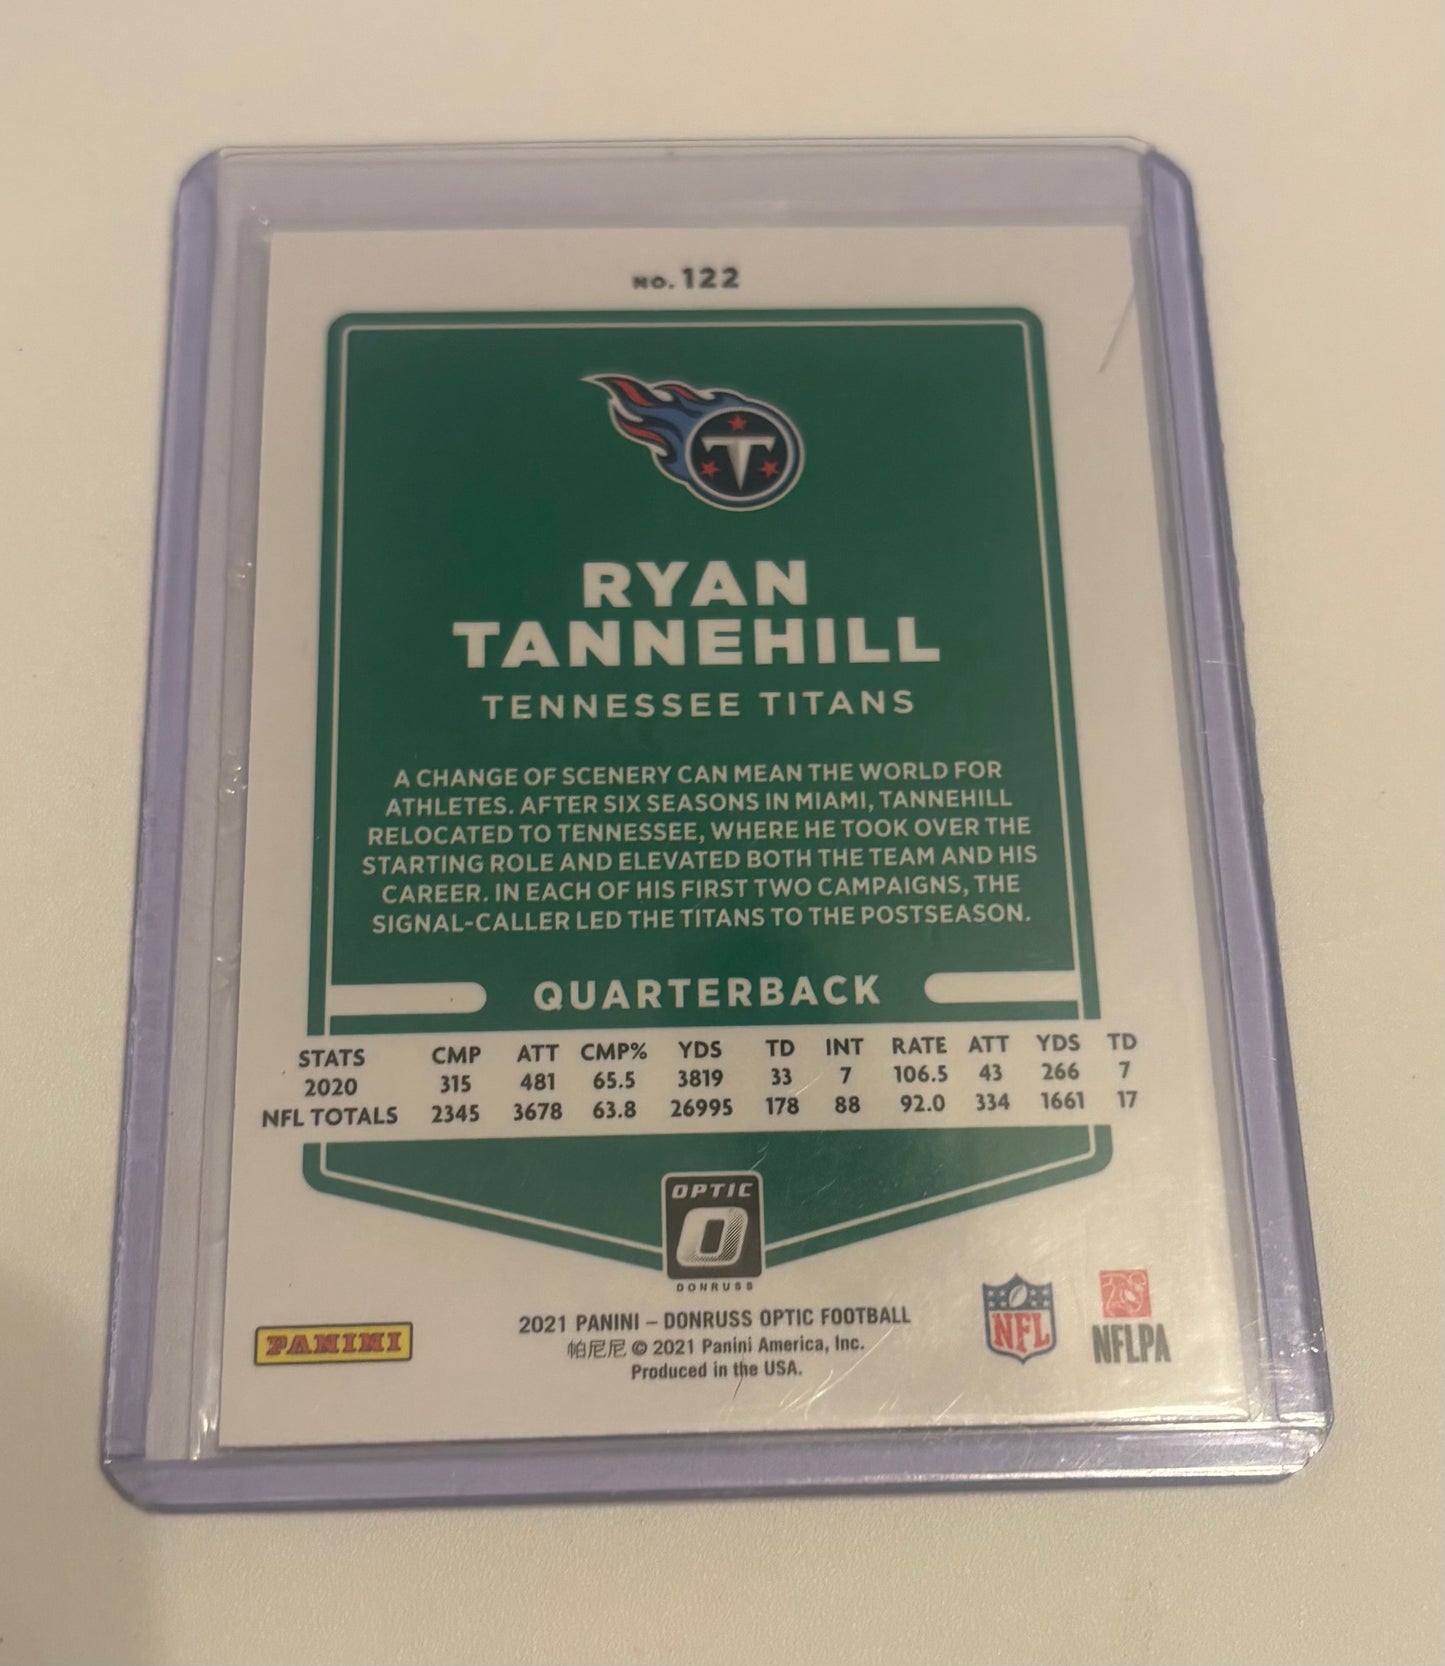 NO. 122
RYAN
TANNEHILL
TENNESSEE TITANS
A CHANGE OF SCENERY CAN MEAN THE WORLD FOR
ATHLETES. AFTER SIX SEASONS IN MIAMI, TANNEHILL
RELOCATED TO TENNESSEE, WHERE HE TOOK OVER THE
STARTING ROLE AND ELEVATED BOTH THE TEAM AND HIS
CAREER. IN EACH OF HIS FIRST TWO CAMPAIGNS, THE
SIGNAL-CALLER LED THE TITANS TO THE POSTSEASON.
QUARTERBACK
STATS CMP ATT CMP% YDS TD INT RATE ATT YDS TD
2020 315 481 65.5 3819 33 7 106.5 43 266 7
NFL TOTALS 2345 3678 63.8 26995 178 88 92.0 334 1661 17
OPTIC
O
DONRUSS
2021 PANINI – DONRUSS OPTIC FOOTBALL
帕尼尼 © 2021 Panini America, Inc.
Produced in the USA.
PANINI
NFL
NFLPA